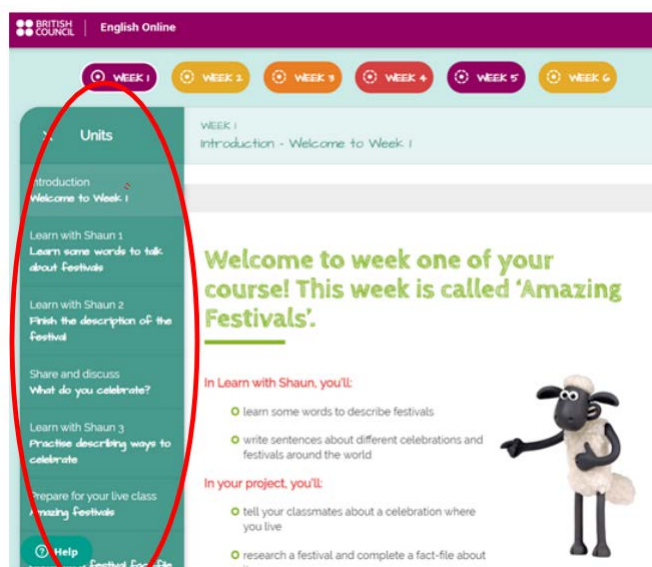 BRITISH
COUNCIL
English Online
WEEK 1
WEEK 2
WEEK 3
WEEK 4
WEEK 5
WEEK 6
Units
Introduction
Welcome to Week 1
Learn with Shaun 1
Learn some words to talk
about festivals
Learn with Shaun 2
Finish the description of the
festival
Share and discuss
What do you celebrate?
Learn with Shaun 3
Practise describing ways to
celebrate
Prepare for your live class
Amazing festivals
festival fact-file
Help
WEEK 1
Introduction - Welcome to Week 1
Welcome to week one of your
course! This week is called ‘Amazing
Festivals’.
In Learn with Shaun, you’ll:
learn some words to describe festivals
write sentences about different celebrations and
festivals around the world
In your project, you’ll:
tell your classmates about a celebration where
you live
research a festival and complete a fact-file about